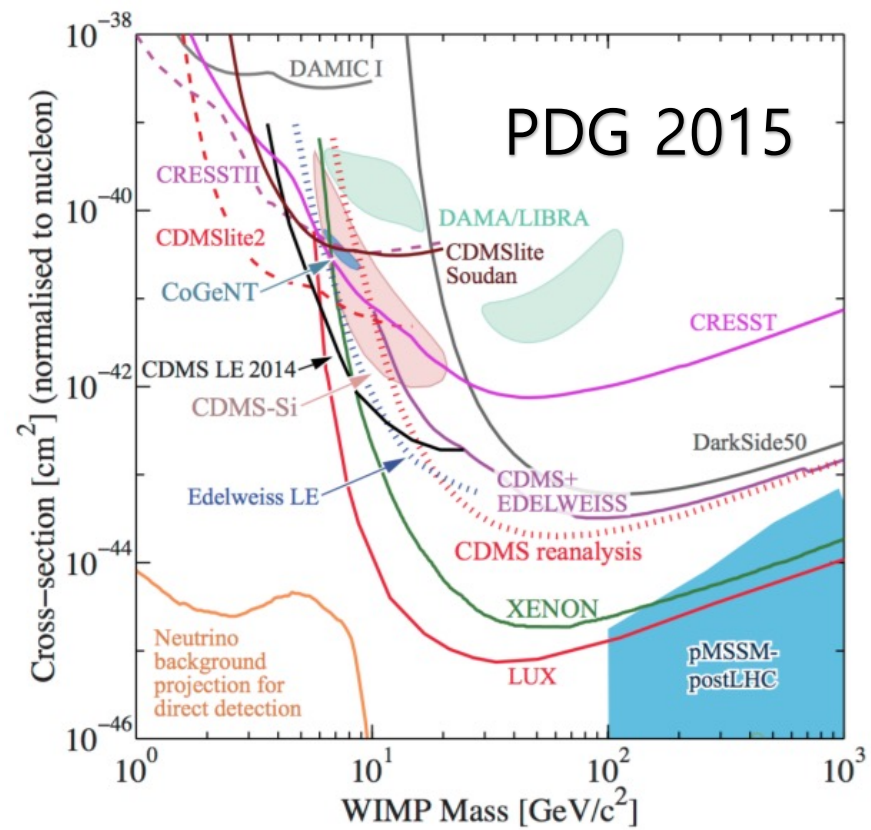 10⁻³⁸
DAMIC I
PDG 2015
CRESSTII
10⁻⁴⁰
DAMA/LIBRA
CDMSlite2
CDMSlite
Soudan
CoGeNT
CRESST
CDMS LE 2014
10⁻⁴²
CDMS-Si
DarkSide50
CDMS+
EDELWEISS
Edelweiss LE
CDMS reanalysis
10⁻⁴⁴
XENON
Neutrino
background
projection for
direct detection
pMSSM-
postLHC
LUX
10⁻⁴⁶
10⁰
10¹
10²
10³
WIMP Mass [GeV/c²]
Cross−section [cm²] (normalised to nucleon)